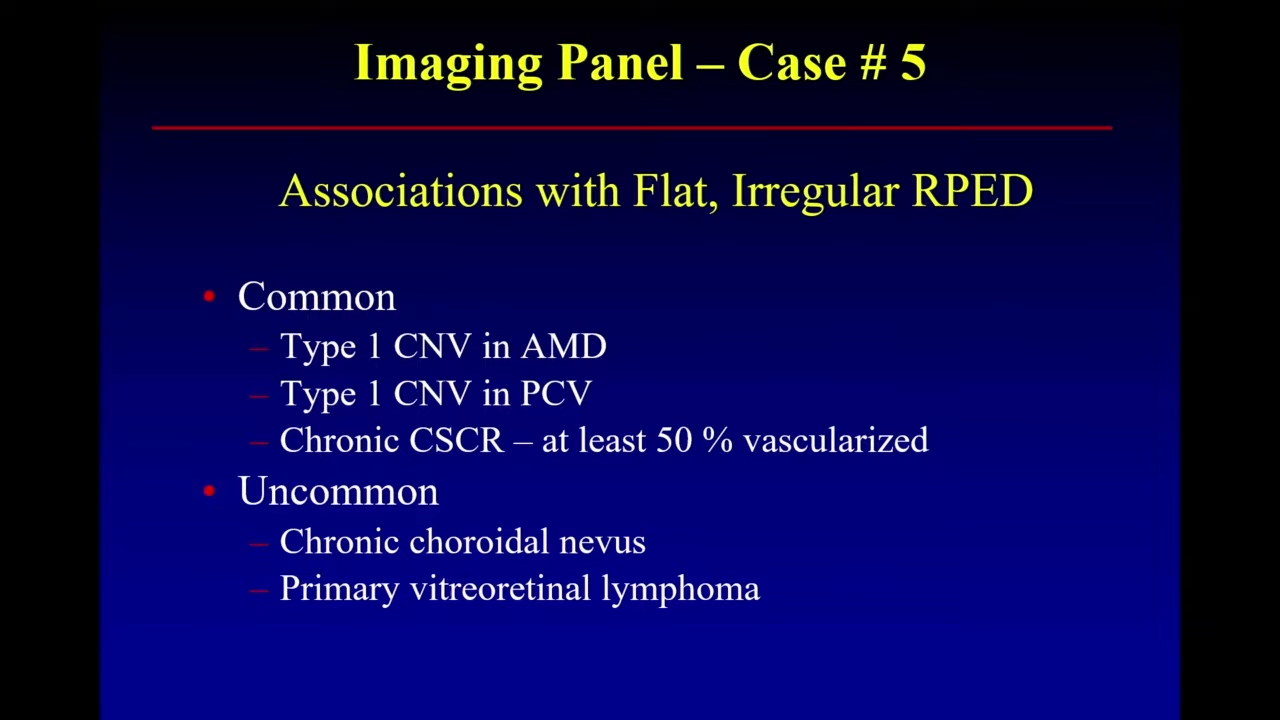 Imaging Panel – Case # 5
Associations with Flat, Irregular RPED
• Common
– Type 1 CNV in AMD
– Type 1 CNV in PCV
– Chronic CSCR – at least 50 % vascularized
• Uncommon
– Chronic choroidal nevus
– Primary vitreoretinal lymphoma